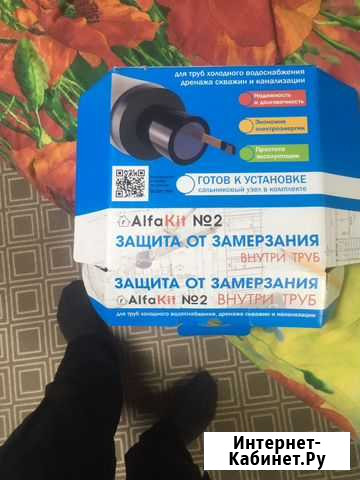 для труб холодного водоснабжения
дренажа скважин и канализации
Надежность
и долговечность
Экономия
электроэнергии
Простота
эксплуатации
ГОТОВ К УСТАНОВКЕ
сальниковый узел в комплекте
AlfaKit №2
ЗАЩИТА ОТ ЗАМЕРЗАНИЯ
ВНУТРИ ТРУБ
ЗАЩИТА ОТ ЗАМЕРЗАНИЯ
AlfaKit №2 ВНУТРИ ТРУБ
для труб холодного водоснабжения, дренажа скважин и канализации
Интернет-
Кабинет.Ру